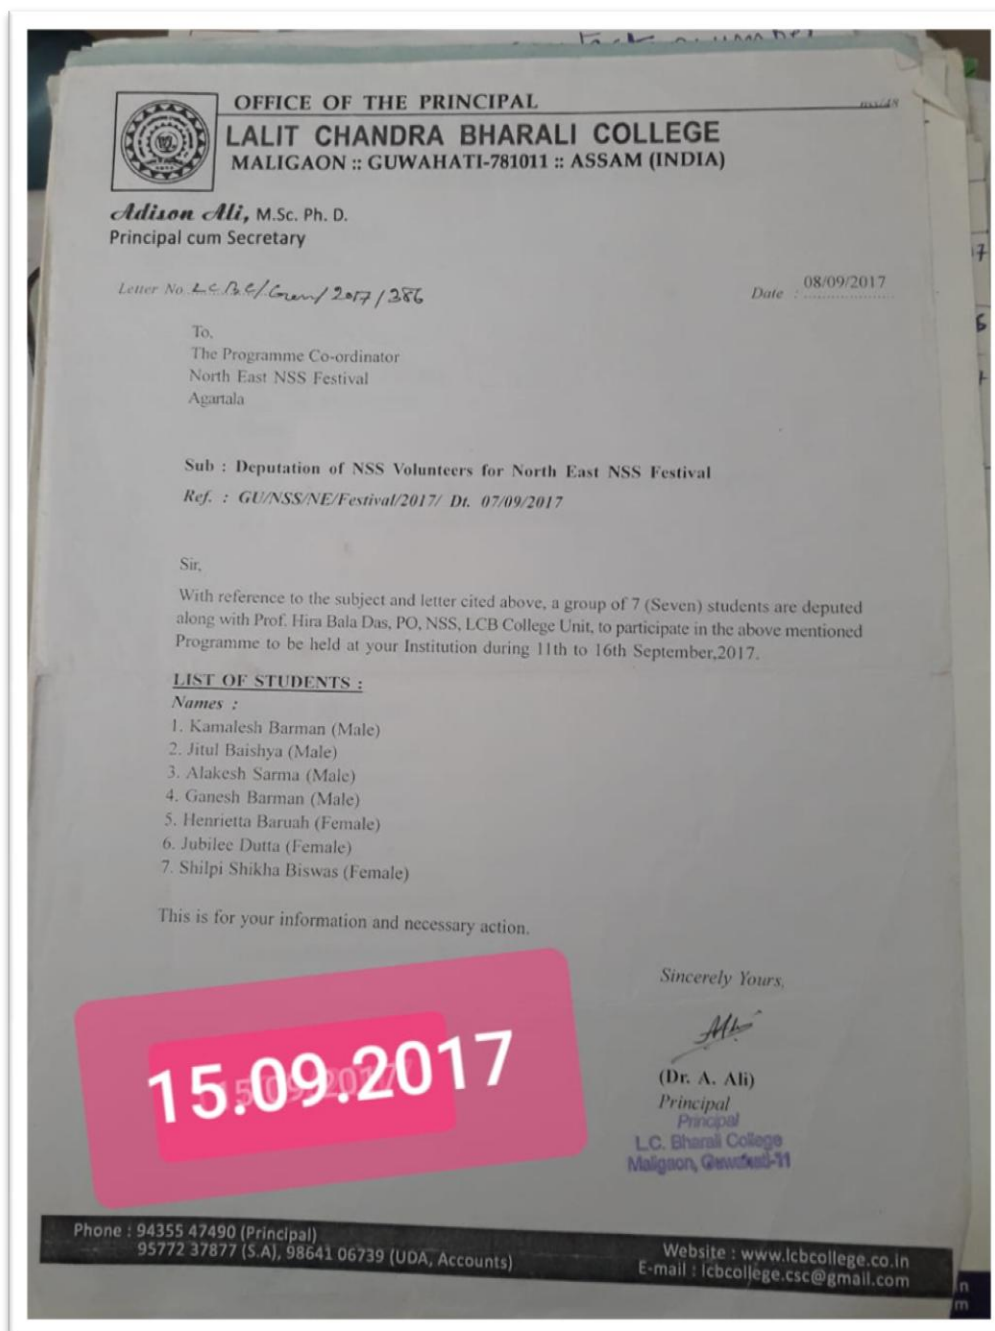 OFFICE OF THE PRINCIPAL
nss/48
LALIT CHANDRA BHARALI COLLEGE
MALIGAON :: GUWAHATI-781011 :: ASSAM (INDIA)
Adison Ali, M.Sc. Ph. D.
Principal cum Secretary
Letter No. L.C.B.C/Gen/2017/386
Date : 08/09/2017
To,
The Programme Co-ordinator
North East NSS Festival
Agartala
Sub : Deputation of NSS Volunteers for North East NSS Festival
Ref. : GU/NSS/NE/Festival/2017/ Dt. 07/09/2017
Sir,
With reference to the subject and letter cited above, a group of 7 (Seven) students are deputed
along with Prof. Hira Bala Das, PO, NSS, LCB College Unit, to participate in the above mentioned
Programme to be held at your Institution during 11th to 16th September,2017.
LIST OF STUDENTS :
Names :
1. Kamalesh Barman (Male)
2. Jitul Baishya (Male)
3. Alakesh Sarma (Male)
4. Ganesh Barman (Male)
5. Henrietta Baruah (Female)
6. Jubilee Dutta (Female)
7. Shilpi Shikha Biswas (Female)
This is for your information and necessary action.
Sincerely Yours,
(Dr. A. Ali)
Principal
Principal
L.C. Bharali College
Maligaon, Guwahati-11
15.09.2017
Phone : 94355 47490 (Principal)
95772 37877 (S.A), 98641 06739 (UDA, Accounts)
Website : www.lcbcollege.co.in
E-mail : lcbcollege.csc@gmail.com